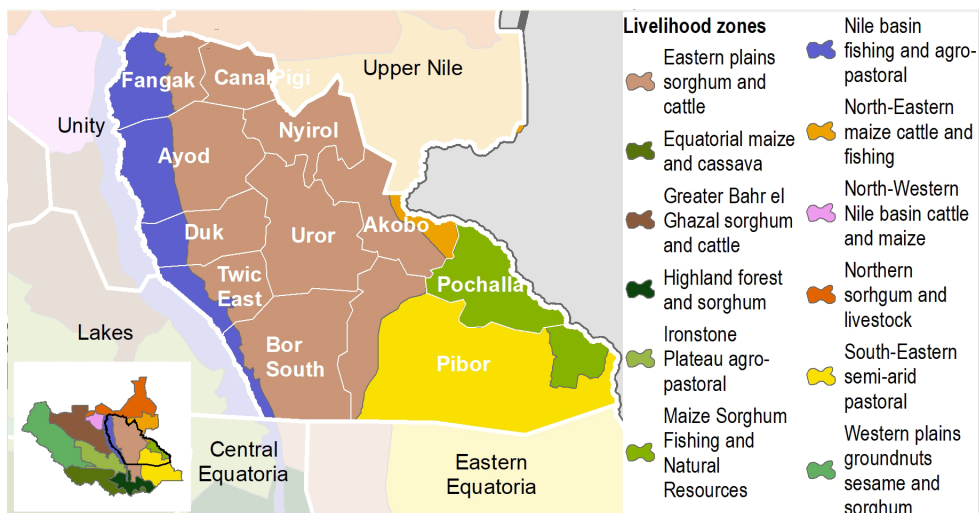 Fangak
CanalPigi
Upper Nile
Unity
Nyirol
Ayod
Duk
Uror
Akobo
Twic
East
Pochalla
Lakes
Bor
South
Pibor
Central
Equatoria
Eastern
Equatoria
Livelihood zones
Eastern plains
sorghum and
cattle
Equatorial maize
and cassava
Greater Bahr el
Ghazal sorghum
and cattle
Highland forest
and sorghum
Ironstone
Plateau agro-
pastoral
Maize Sorghum
Fishing and
Natural
Resources
Nile basin
fishing and agro-
pastoral
North-Eastern
maize cattle and
fishing
North-Western
Nile basin cattle
and maize
Northern
sorhgum and
livestock
South-Eastern
semi-arid
pastoral
Western plains
groundnuts
sesame and
sorghum